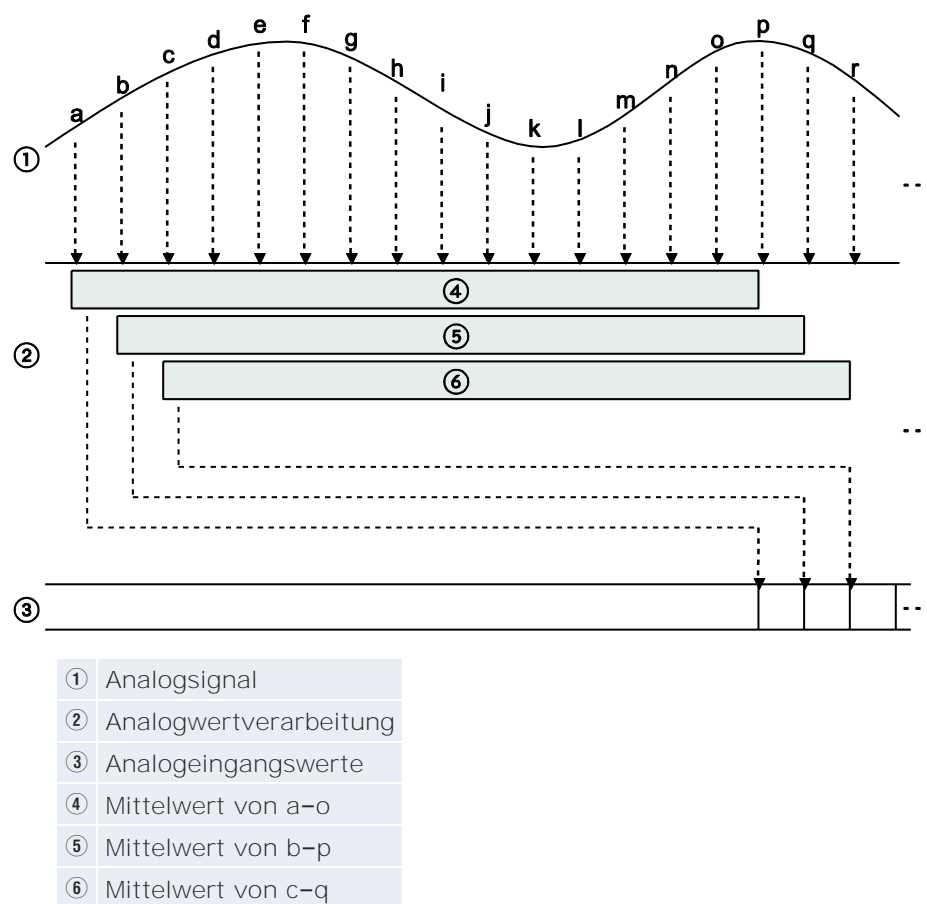 a b c d e f g h i j k l m n o p q r
①
--
④
⑤
②
⑥
--
③
--
① Analogsignal
② Analogwertverarbeitung
③ Analogeingangswerte
④ Mittelwert von a–o
⑤ Mittelwert von b–p
⑥ Mittelwert von c–q